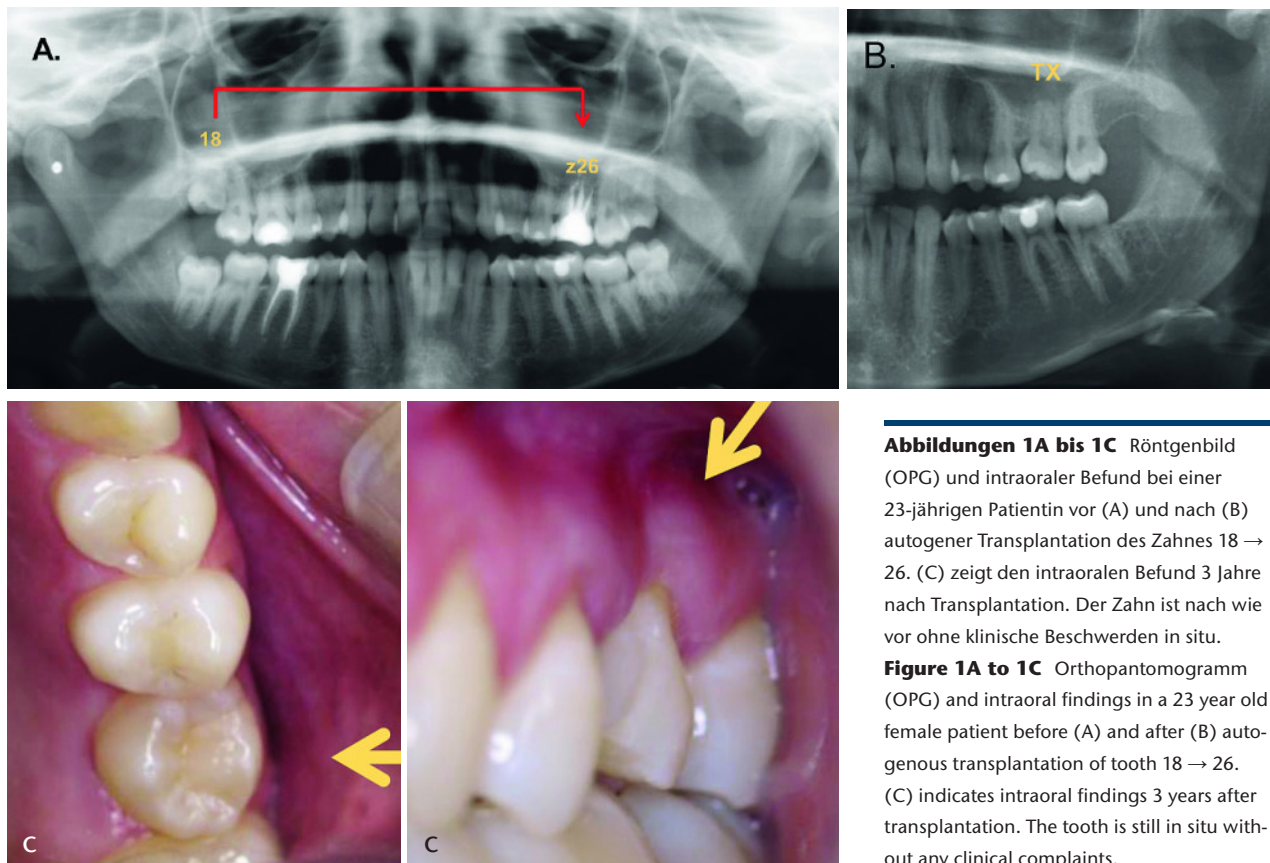 A.
18
z26
B.
TX
C
C
Abbildungen 1A bis 1C Röntgenbild
(OPG) und intraoraler Befund bei einer
23-jährigen Patientin vor (A) und nach (B)
autogener Transplantation des Zahnes 18 →
26. (C) zeigt den intraoralen Befund 3 Jahre
nach Transplantation. Der Zahn ist nach wie
vor ohne klinische Beschwerden in situ.
Figure 1A to 1C Orthopantomogramm
(OPG) and intraoral findings in a 23 year old
female patient before (A) and after (B) auto-
genous transplantation of tooth 18 → 26.
(C) indicates intraoral findings 3 years after
transplantation. The tooth is still in situ with-
out any clinical complaints.